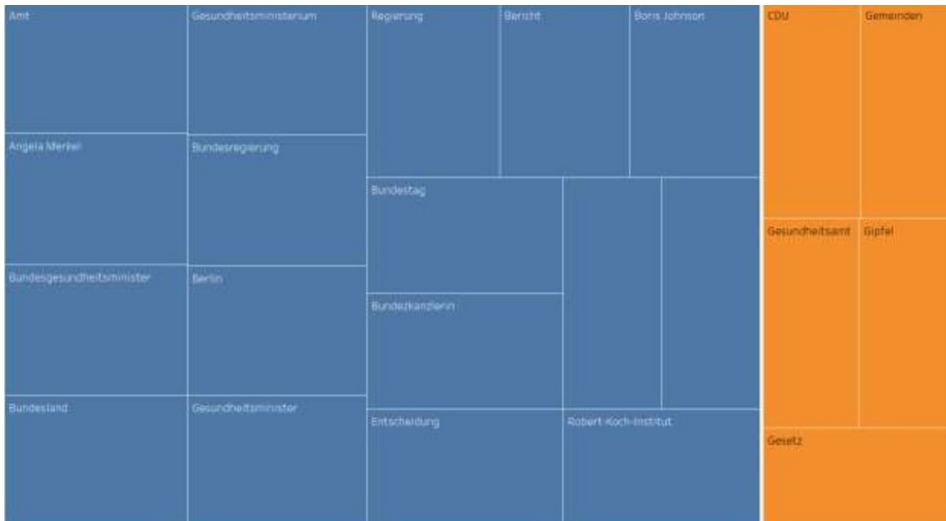 Amt
Gesundheitsministerium
Regierung
Bericht
Boris Johnson
CDU
Gemeinden
Angela Merkel
Bundesregierung
Bundestag
Gesundheitsamt
Gipfel
Bundesgesundheitsminister
Berlin
Bundezkanzlerin
Bundesland
Gesundheitsminister
Entscheidung
Robert-Koch-Institut
Gesetz